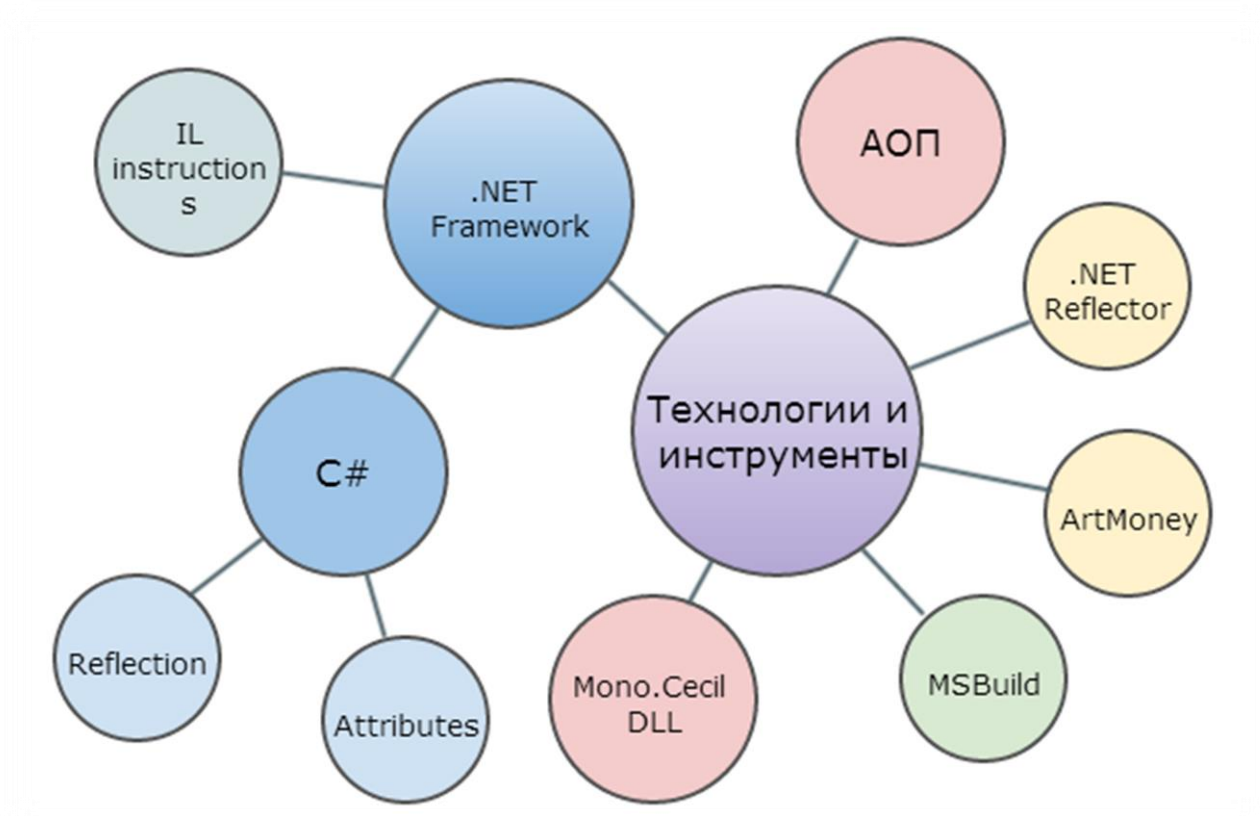 IL
instruction
s
.NET
Framework
АОП
.NET
Reflector
Технологии и
инструменты
C#
ArtMoney
Reflection
Attributes
Mono.Cecil
DLL
MSBuild